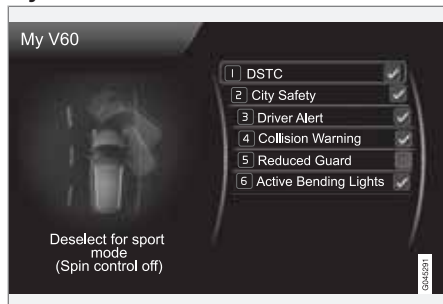 My V60
1 DSTC
2 City Safety
3 Driver Alert
4 Collision Warning
5 Reduced Guard
6 Active Bending Lights
Deselect for sport
mode
(Spin control off)
G045291